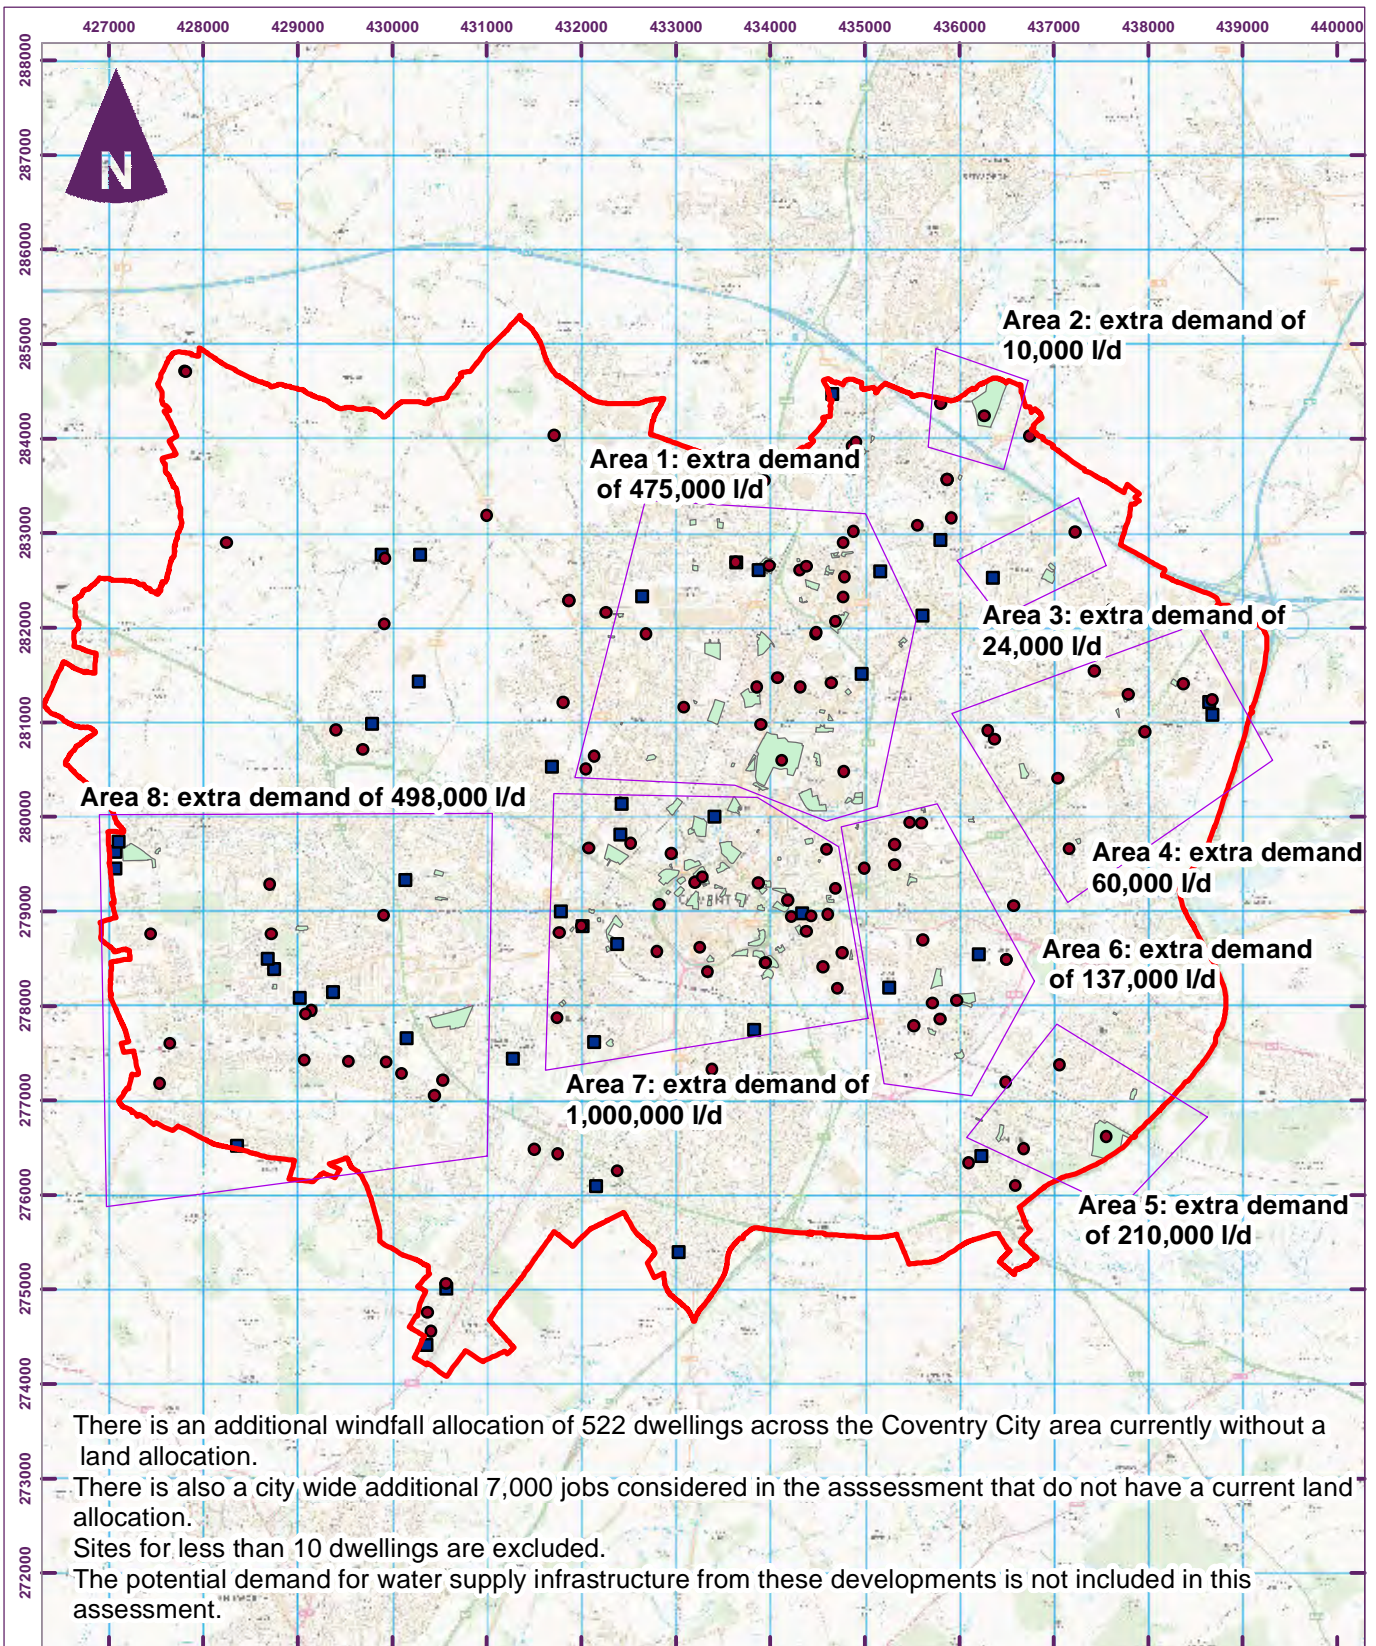 427000 428000 429000 430000 431000 432000 433000 434000 435000 436000 437000 438000 439000 440000
288000
287000
286000
285000
284000
283000
282000
281000
280000
279000
278000
277000
276000
275000
274000
273000
272000
N
Area 2: extra demand of
10,000 l/d
Area 1: extra demand
of 475,000 l/d
Area 3: extra demand of
24,000 l/d
Area 8: extra demand of 498,000 l/d
Area 4: extra demand
60,000 l/d
Area 6: extra demand
of 137,000 l/d
Area 7: extra demand of
1,000,000 l/d
Area 5: extra demand
of 210,000 l/d
There is an additional windfall allocation of 522 dwellings across the Coventry City area currently without a
land allocation.
There is also a city wide additional 7,000 jobs considered in the asssessment that do not have a current land
allocation.
Sites for less than 10 dwellings are excluded.
The potential demand for water supply infrastructure from these developments is not included in this
assessment.